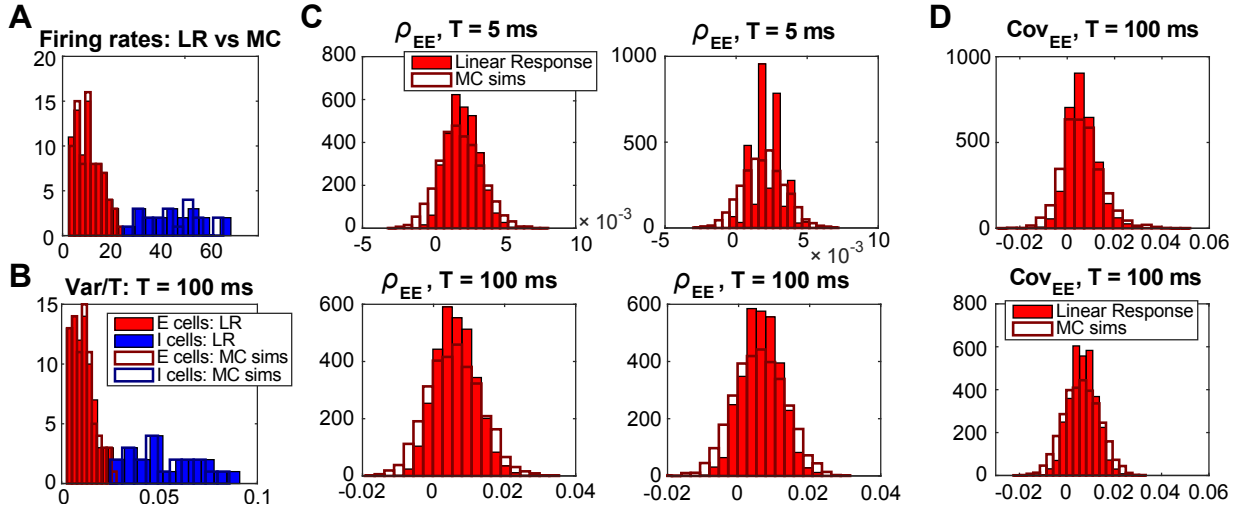 A
Firing rates: LR vs MC
20
15
10
5
0
0 20 40 60
B
Var/T: T = 100 ms
15
10
5
0
E cells: LR
I cells: LR
E cells: MC sims
I cells: MC sims
0 0.05 0.1
C
ρEE, T = 5 ms
800
600
400
200
0
Linear Response
MC sims
-5 0 5 10
× 10-3
ρEE, T = 5 ms
1000
500
0
-5 0 5 10
× 10-3
ρEE, T = 100 ms
600
400
200
0
-0.02 0 0.02 0.04
ρEE, T = 100 ms
600
400
200
0
-0.02 0 0.02 0.04
D
CovEE, T = 100 ms
1000
500
0
-0.02 0 0.02 0.04 0.06
CovEE, T = 100 ms
800
600
400
200
0
Linear Response
MC sims
-0.02 0 0.02 0.04 0.06